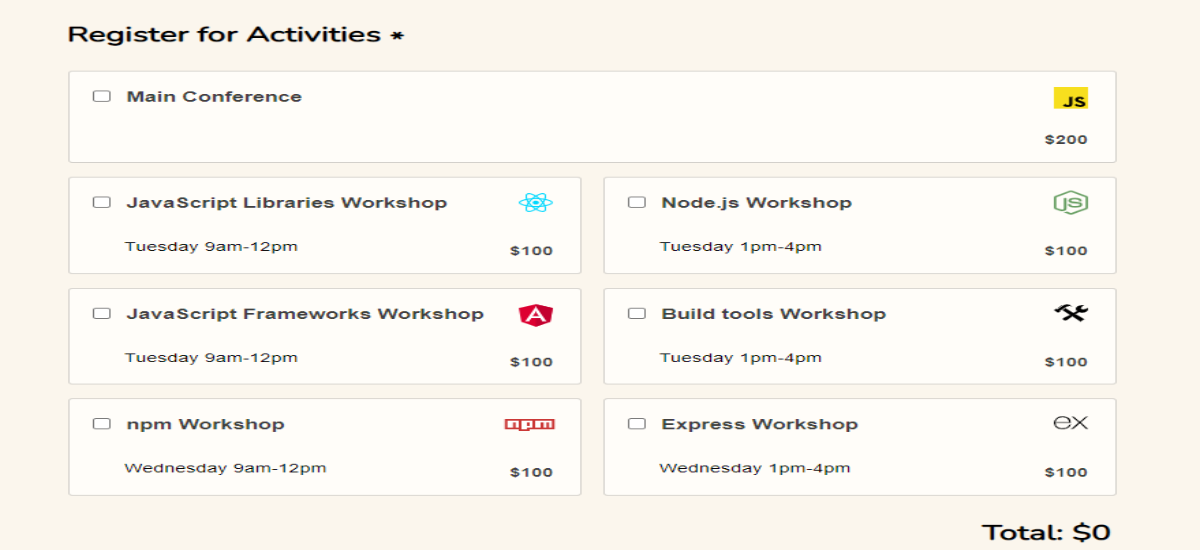 Register for Activities *
Main Conference
JS
$200
JavaScript Libraries Workshop
Tuesday 9am-12pm
$100
Node.js Workshop
JS
Tuesday 1pm-4pm
$100
JavaScript Frameworks Workshop
A
Tuesday 9am-12pm
$100
Build tools Workshop
Tuesday 1pm-4pm
$100
npm Workshop
npm
Wednesday 9am-12pm
$100
Express Workshop
ex
Wednesday 1pm-4pm
$100
Total: $0